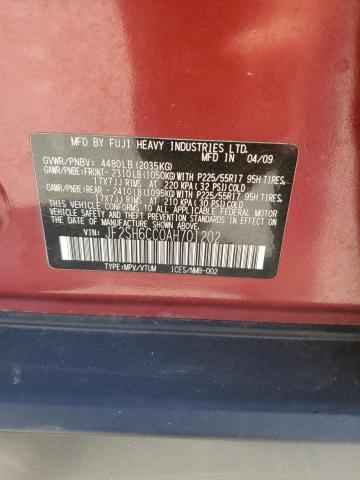 MFD BY FUJI HEAVY INDUSTRIES LTD.
MFD IN 04/09
GVWR/PNBV: 4480LB (2035KG)
GAWR/PNBE:FRONT- 2310LB(1050KG)WITH P225/55R17 95H TIRES,
17X7JJ RIMS AT 220 KPA(32 PSI)COLD
GAWR/PNBE:REAR - 2410LB(1095KG)WITH P225/55R17 95H TIRES,
17X7JJ RIMS, AT 210 KPA(30 PSI)COLD
THIS VEHICLE CONFORMS TO ALL APPLICABLE
FEDERAL MOTOR VEHICLE SAFETY STANDARDS
IN EFFECT ON THE DATE OF MANUFACTURE
SHOWN ABOVE.
VIN: JF2SH6CC0AH701202
TYPE:MPV/VTUM ICES/NMB-002